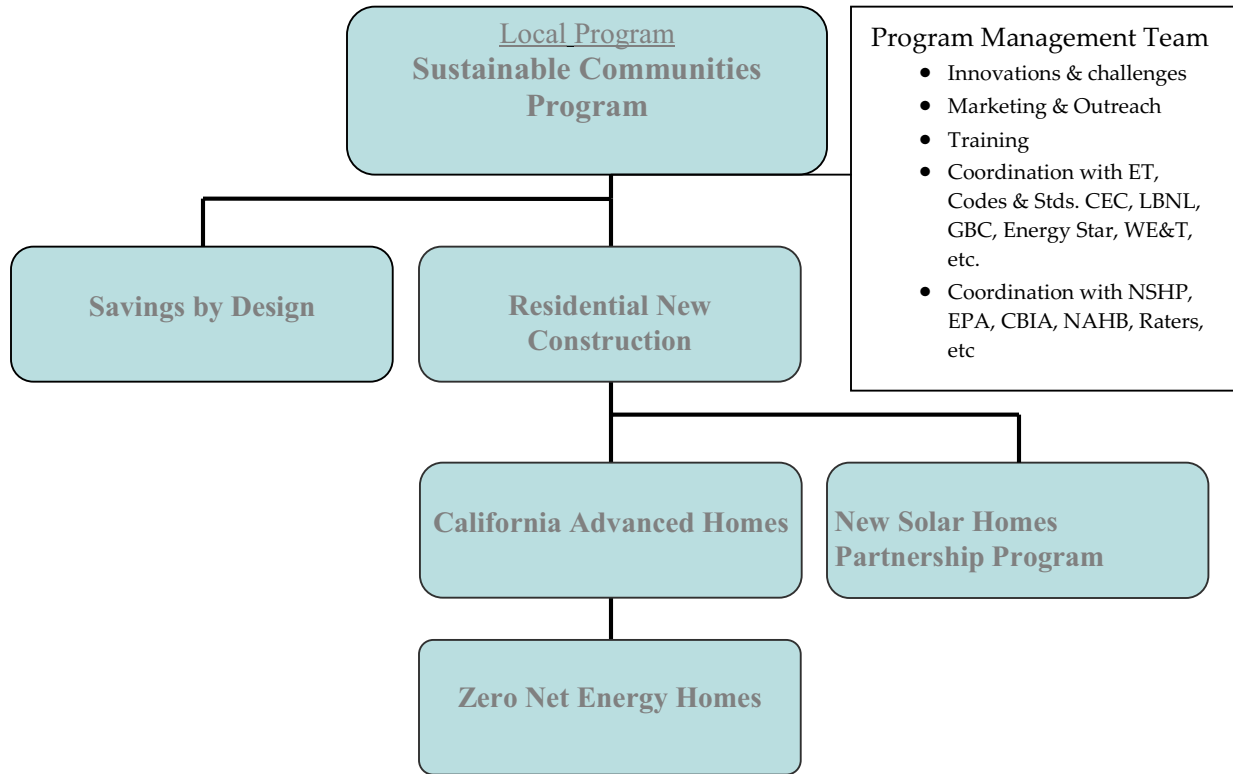 Local Program
Sustainable Communities
Program
Program Management Team
• Innovations & challenges
• Marketing & Outreach
• Training
• Coordination with ET,
Codes & Stds. CEC, LBNL,
GBC, Energy Star, WE&T,
etc.
• Coordination with NSHP,
EPA, CBIA, NAHB, Raters,
etc
Savings by Design
Residential New
Construction
California Advanced Homes
New Solar Homes
Partnership Program
Zero Net Energy Homes